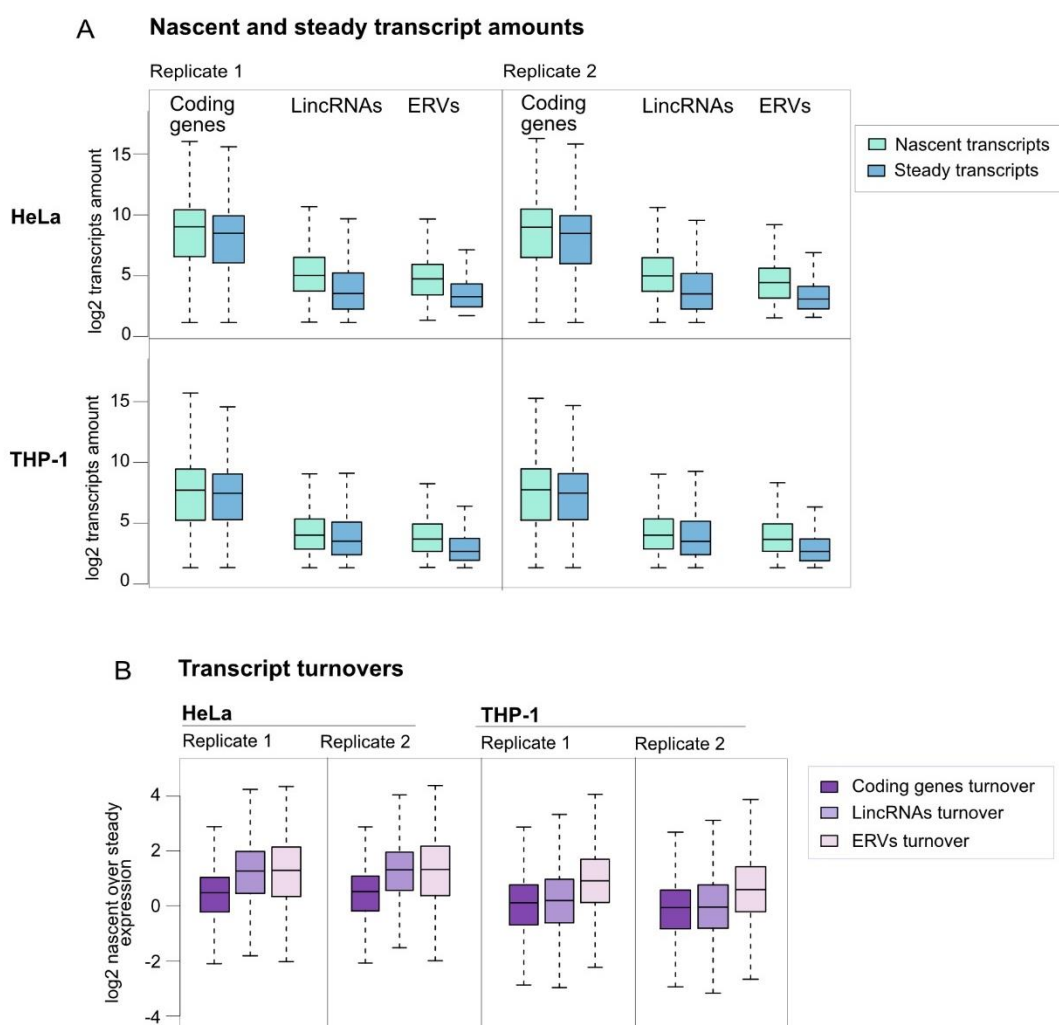 A Nascent and steady transcript amounts
Replicate 1
Replicate 2
Coding genes
LincRNAs
ERVs
Coding genes
LincRNAs
ERVs
Nascent transcripts
Steady transcripts
HeLa
log2 transcripts amount
15
10
5
0
THP-1
log2 transcripts amount
15
10
5
0
B Transcript turnovers
HeLa
THP-1
Replicate 1
Replicate 2
Replicate 1
Replicate 2
Coding genes turnover
LincRNAs turnover
ERVs turnover
log2 nascent over steady
expression
4
2
0
-2
-4